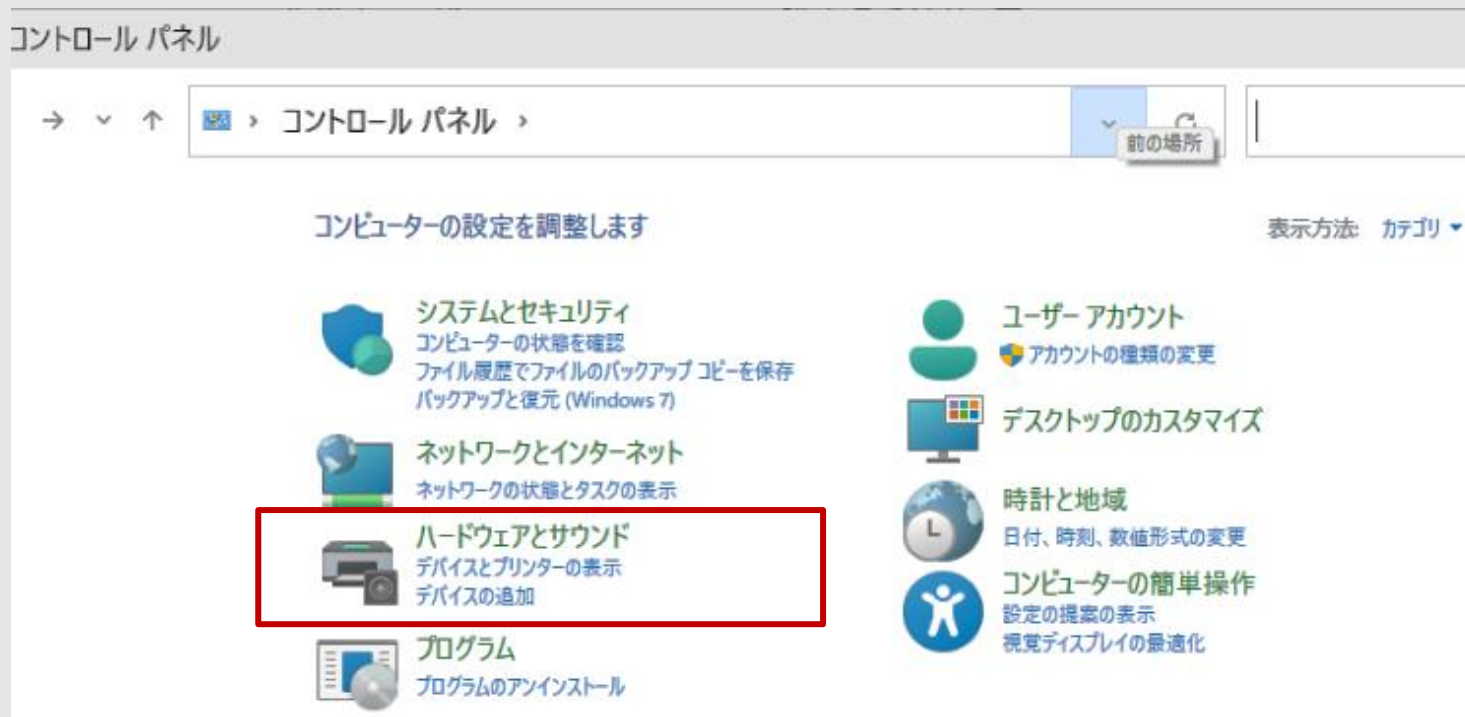 コントロール パネル
コントロール パネル
前の場所
コンピューターの設定を調整します
表示方法: カテゴリ
システムとセキュリティ
コンピューターの状態を確認
ファイル履歴でファイルのバックアップ コピーを保存
バックアップと復元 (Windows 7)
ネットワークとインターネット
ネットワークの状態とタスクの表示
ハードウェアとサウンド
デバイスとプリンターの表示
デバイスの追加
プログラム
プログラムのアンインストール
ユーザー アカウント
アカウントの種類の変更
デスクトップのカスタマイズ
時計と地域
日付、時刻、数値形式の変更
コンピューターの簡単操作
設定の提案の表示
視覚ディスプレイの最適化